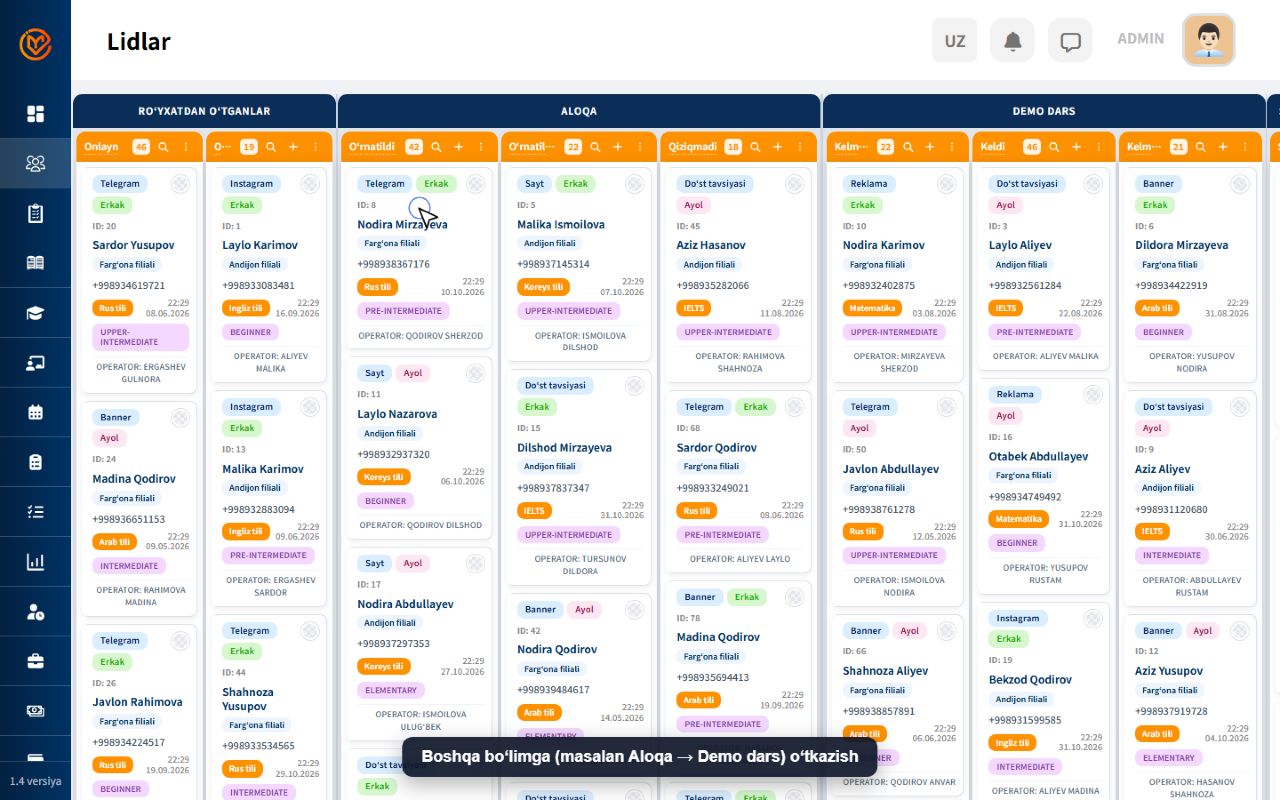 Lidlar
UZ
ADMIN
RO‘YXATDAN O‘TGANLAR
Onlayn 46
Telegram
Erkak
ID: 20
Sardor Yusupov
Farg‘ona filiali
+998934619721
Rus tili 22:29
08.06.2026
UPPER-
INTERMEDIATE
OPERATOR: ERGASHEV
GULNORA
Banner
Ayol
ID: 24
Madina Qodirov
Farg‘ona filiali
+998936651153
Arab tili 22:29
09.05.2026
INTERMEDIATE
OPERATOR: RAHIMOVA
MADINA
Telegram
Erkak
ID: 26
Javlon Rahimova
Farg‘ona filiali
+998934224517
Rus tili 22:29
19.09.2026
BEGINNER
O··· 19
Instagram
Erkak
ID: 1
Laylo Karimov
Andijon filiali
+998933083481
Ingliz tili 22:29
16.09.2026
BEGINNER
OPERATOR: ALIYEV
MALIKA
Instagram
Erkak
ID: 13
Malika Karimov
Andijon filiali
+998932883094
Ingliz tili 22:29
09.06.2026
PRE-INTERMEDIATE
OPERATOR: ERGASHEV
SARDOR
Telegram
Erkak
ID: 44
Shahnoza
Yusupov
Farg‘ona filiali
+998933534565
Rus tili 22:29
29.10.2026
INTERMEDIATE
ALOQA
O‘rnatildi 42
Telegram Erkak
ID: 8
Nodira Mirzayeva
Farg‘ona filiali
+998938367176
Rus tili 22:29
10.10.2026
PRE-INTERMEDIATE
OPERATOR: QODIROV SHERZOD
Sayt Ayol
ID: 11
Laylo Nazarova
Andijon filiali
+998932937320
Koreys tili 22:29
06.10.2026
BEGINNER
OPERATOR: QODIROV DILSHOD
Sayt Ayol
ID: 17
Nodira Abdullayev
Andijon filiali
+998937297353
Koreys tili 22:29
27.10.2026
ELEMENTARY
OPERATOR: ISMOILOVA
ULUG‘BEK
Do‘st tavsiyasi
Erkak
O‘rnatil··· 22
Sayt Erkak
ID: 5
Malika Ismoilova
Andijon filiali
+998937145314
Koreys tili 22:29
07.10.2026
UPPER-INTERMEDIATE
OPERATOR: ISMOILOVA
DILSHOD
Do‘st tavsiyasi
Erkak
ID: 15
Dilshod Mirzayeva
Andijon filiali
+998937837347
IELTS 22:29
31.10.2026
UPPER-INTERMEDIATE
OPERATOR: TURSUNOV
DILDORA
Banner Ayol
ID: 42
Nodira Qodirov
Farg‘ona filiali
+998939484617
Arab tili 22:29
14.05.2026
ELEMENTARY
Do‘st tavsiyasi
Qiziqmadi 18
Do‘st tavsiyasi
Ayol
ID: 45
Aziz Hasanov
Andijon filiali
+998935282066
IELTS 22:29
11.08.2026
UPPER-INTERMEDIATE
OPERATOR: RAHIMOVA
SHAHNOZA
Telegram Erkak
ID: 68
Sardor Qodirov
Farg‘ona filiali
+998933249021
Rus tili 22:29
08.06.2026
PRE-INTERMEDIATE
OPERATOR: ALIYEV LAYLO
Banner Erkak
ID: 78
Madina Qodirov
Farg‘ona filiali
+998935694413
Arab tili 22:29
19.09.2026
PRE-INTERMEDIATE
Telegram Erkak
DEMO DARS
Kelm··· 22
Reklama
Erkak
ID: 10
Nodira Karimov
Farg‘ona filiali
+998932402875
Matematika 22:29
03.08.2026
UPPER-INTERMEDIATE
OPERATOR: MIRZAYEVA
SHERZOD
Telegram
Ayol
ID: 50
Javlon Abdullayev
Farg‘ona filiali
+998938761278
Rus tili 22:29
12.05.2026
UPPER-INTERMEDIATE
OPERATOR: ISMOILOVA
NODIRA
Banner Ayol
ID: 66
Shahnoza Aliyev
Farg‘ona filiali
+998938857891
Arab tili 22:29
06.06.2026
OPERATOR: QODIROV ANVAR
Keldi 46
Do‘st tavsiyasi
Ayol
ID: 3
Laylo Aliyev
Andijon filiali
+998932561284
IELTS 22:29
22.08.2026
PRE-INTERMEDIATE
OPERATOR: ALIYEV MALIKA
Reklama
Ayol
ID: 16
Otabek Abdullayev
Farg‘ona filiali
+998934749492
Matematika 22:29
31.10.2026
BEGINNER
OPERATOR: YUSUPOV
RUSTAM
Instagram
Erkak
ID: 19
Bekzod Qodirov
Andijon filiali
+998931599585
Ingliz tili 22:29
31.10.2026
INTERMEDIATE
OPERATOR: ALIYEV MADINA
Kelm··· 21
Banner
Erkak
ID: 6
Dildora Mirzayeva
Farg‘ona filiali
+998934422919
Arab tili 22:29
31.08.2026
BEGINNER
OPERATOR: YUSUPOV
NODIRA
Do‘st tavsiyasi
Ayol
ID: 9
Aziz Aliyev
Andijon filiali
+998931120680
IELTS 22:29
30.06.2026
INTERMEDIATE
OPERATOR: ABDULLAYEV
RUSTAM
Banner Ayol
ID: 12
Aziz Yusupov
Farg‘ona filiali
+998937919728
Arab tili 22:29
04.10.2026
ELEMENTARY
OPERATOR: HASANOV
SHAHNOZA
Boshqa bo‘limga (masalan Aloqa → Demo dars) o‘tkazish
1.4 versiya